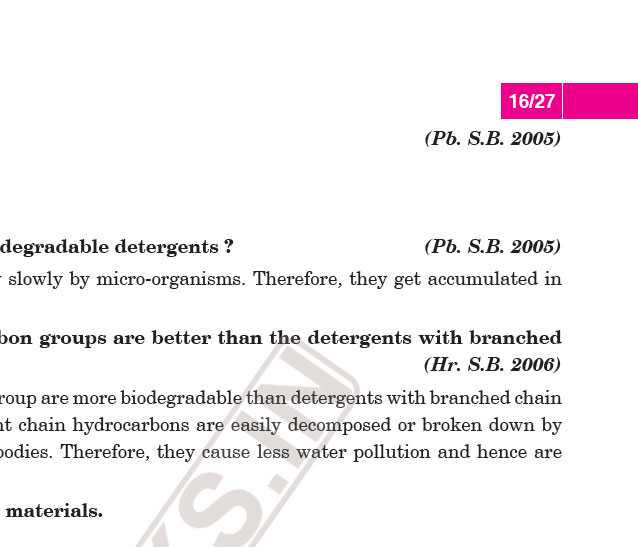 16/27
(Pb. S.B. 2005)
degradable detergents ? (Pb. S.B. 2005)
slowly by micro-organisms. Therefore, they get accumulated in
bon groups are better than the detergents with branched
(Hr. S.B. 2006)
roup are more biodegradable than detergents with branched chain
ht chain hydrocarbons are easily decomposed or broken down by
bodies. Therefore, they cause less water pollution and hence are
materials.
KS.IN